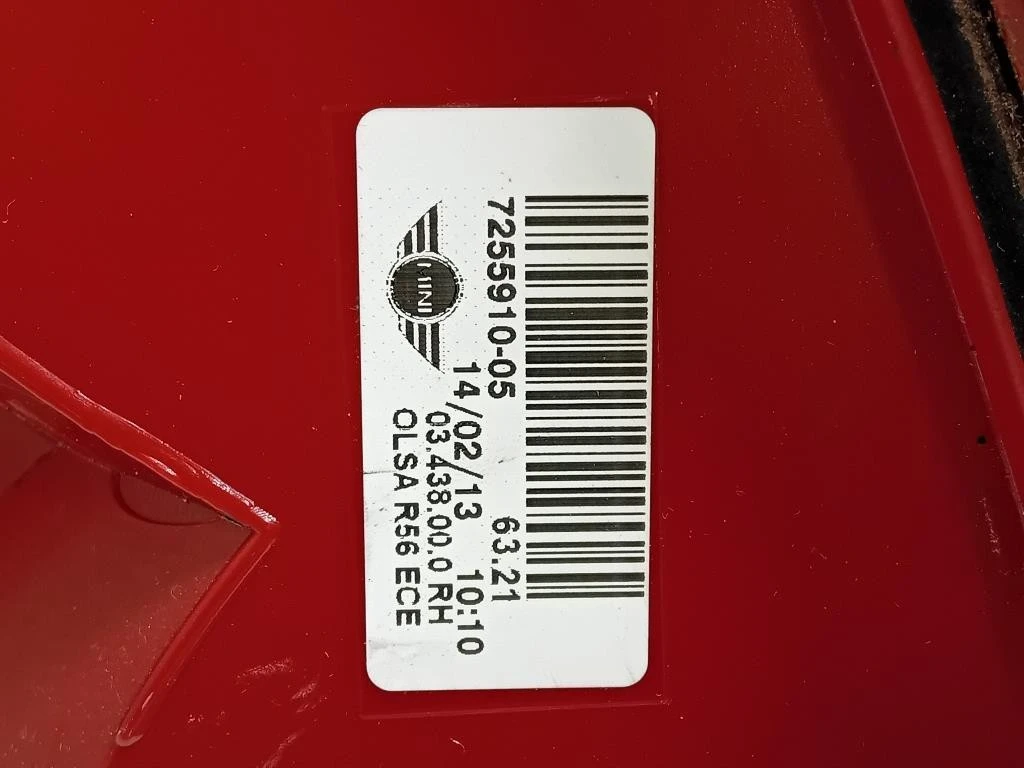 7255910-05 63.21
14/02/13 10:10
03.438.00.0 RH
OLSA R56 ECE
MINI